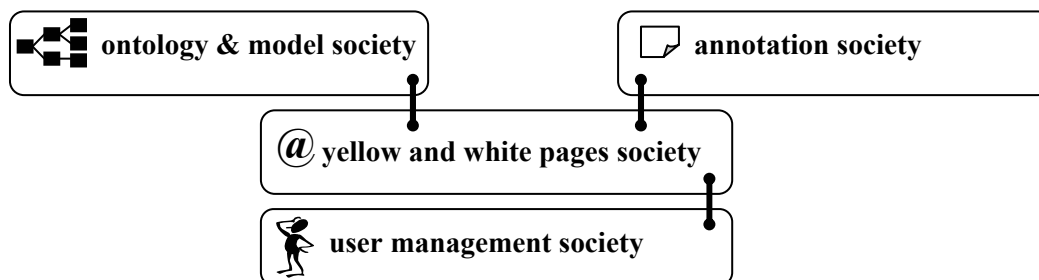 ontology & model society
annotation society
@ yellow and white pages society
user management society